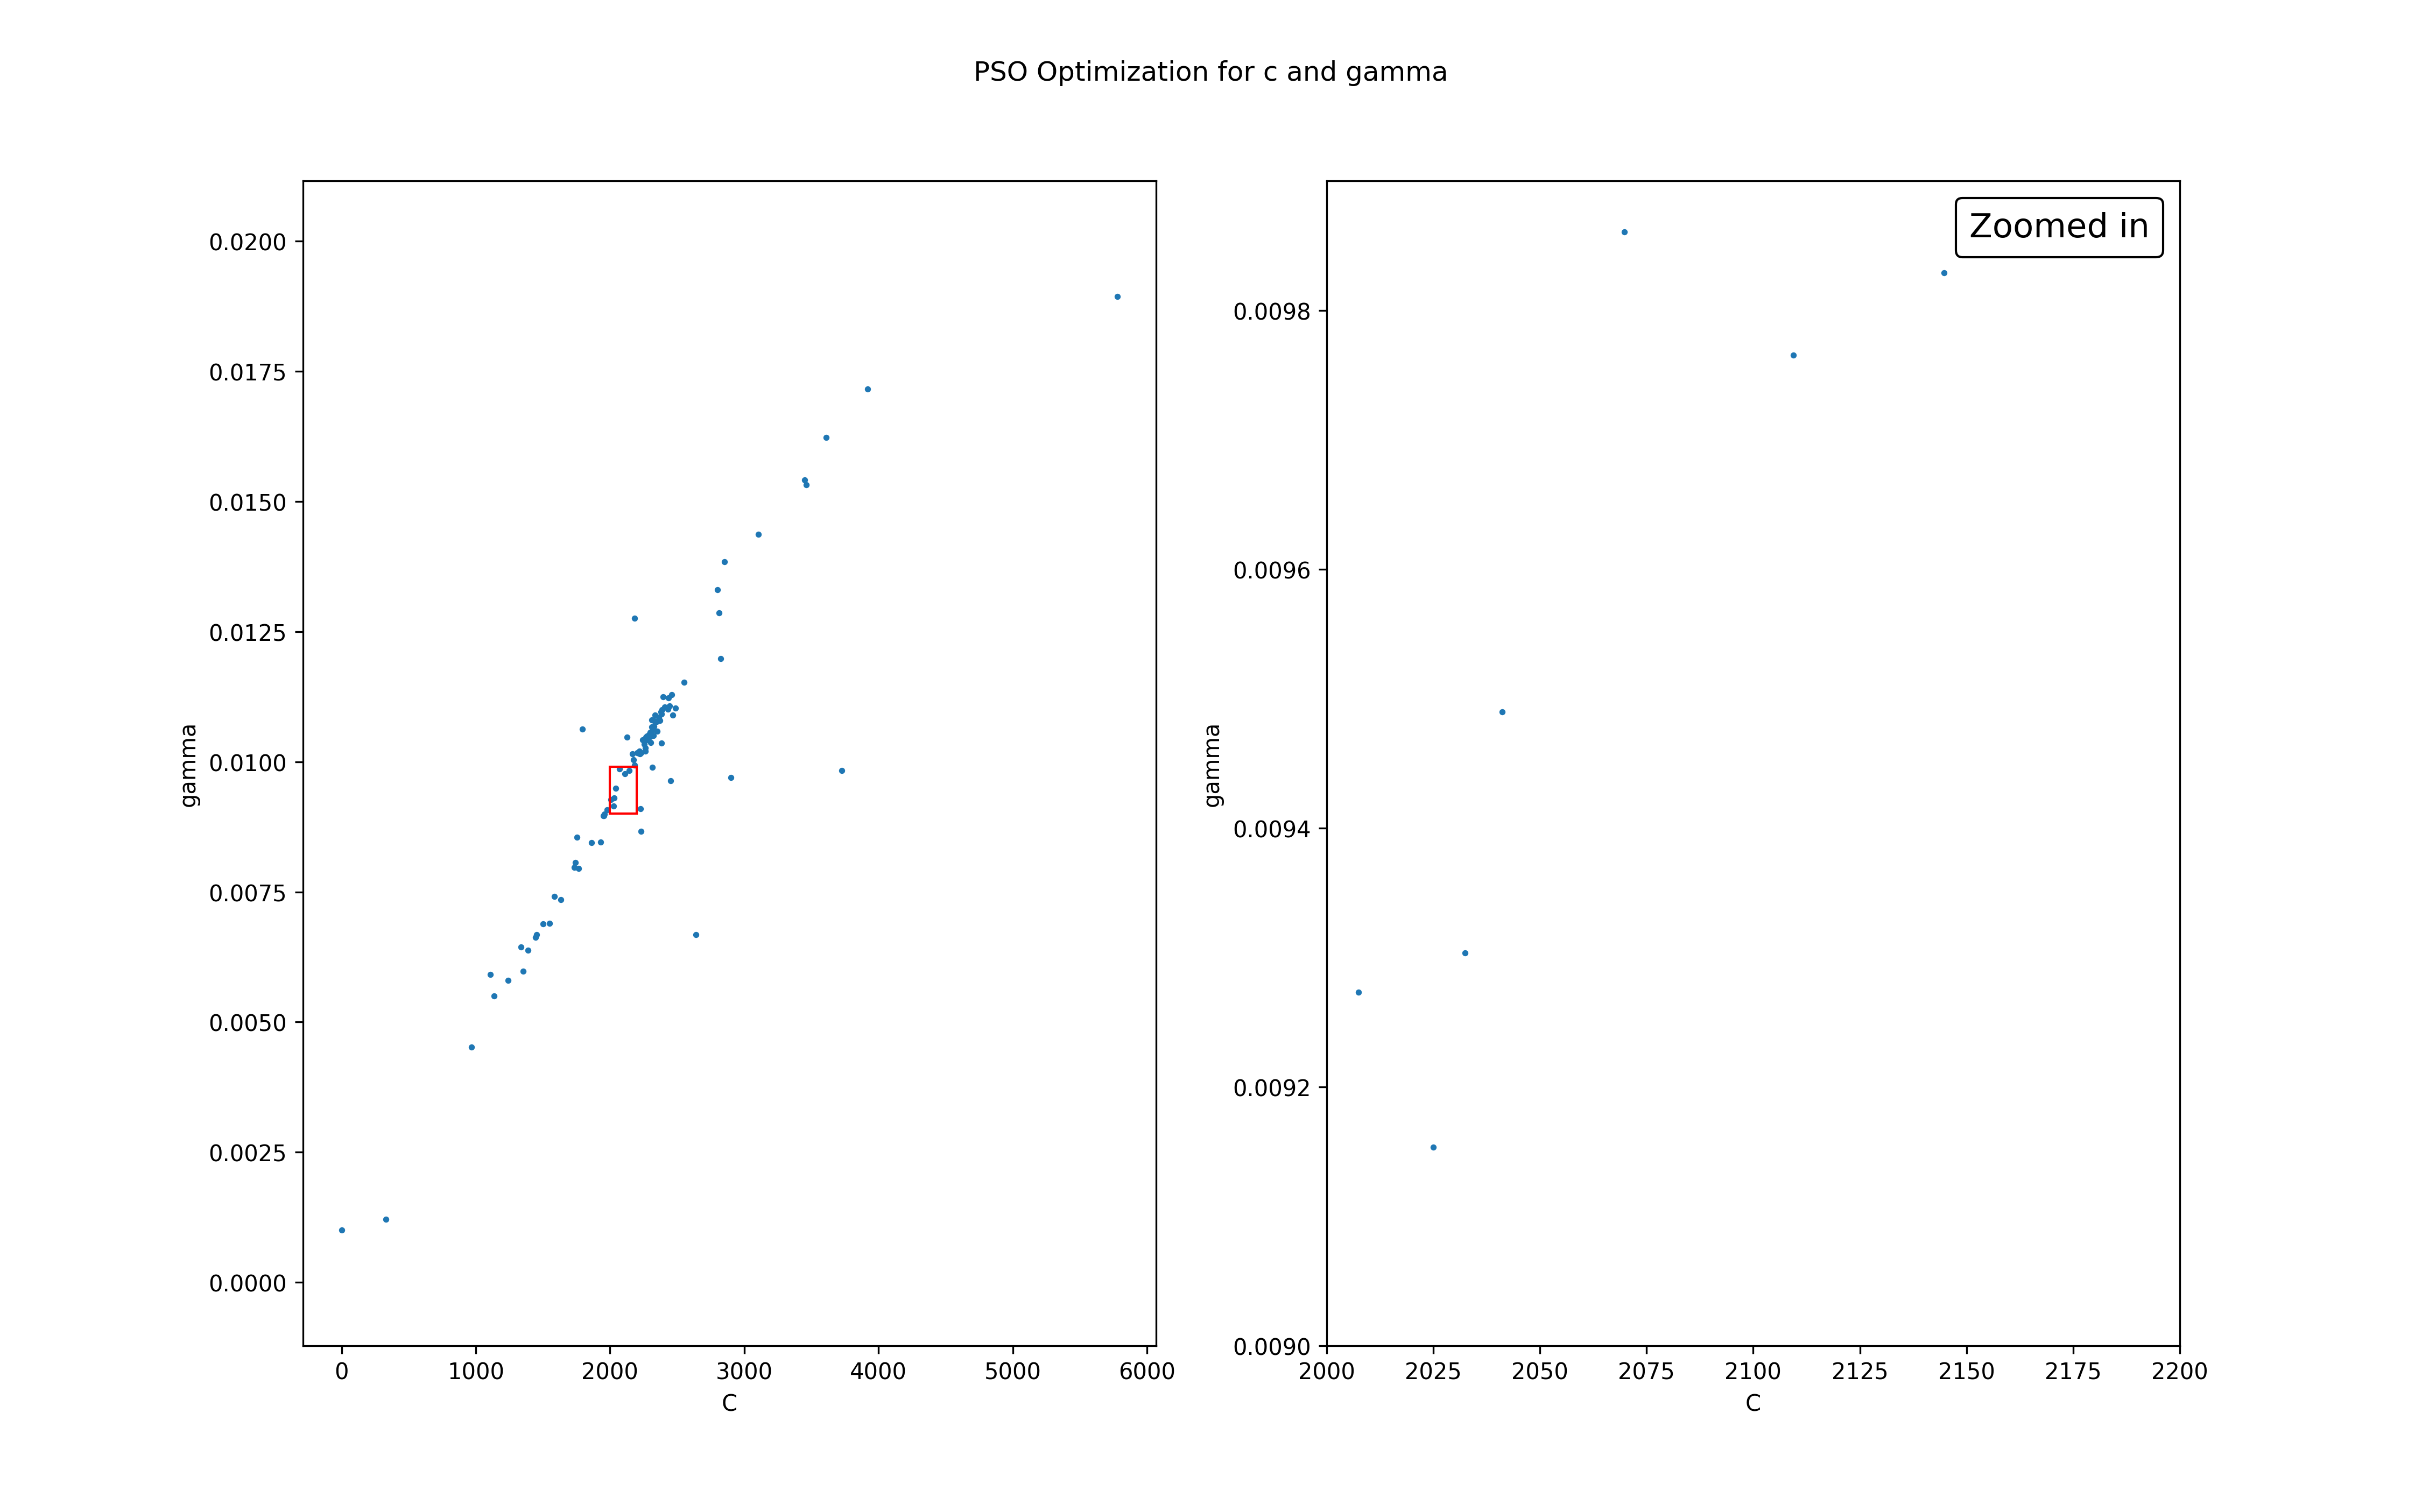 PSO Optimization for c and gamma
0.0200
0.0175
0.0150
0.0125
0.0100
0.0075
0.0050
0.0025
0.0000
gamma
0 1000 2000 3000 4000 5000 6000
C
Zoomed in
0.0098
0.0096
0.0094
0.0092
0.0090
gamma
2000 2025 2050 2075 2100 2125 2150 2175 2200
C